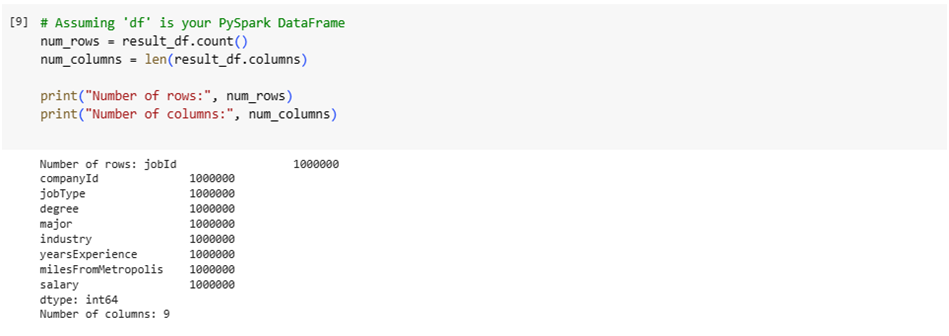 [9] # Assuming 'df' is your PySpark DataFrame
num_rows = result_df.count()
num_columns = len(result_df.columns)
print("Number of rows:", num_rows)
print("Number of columns:", num_columns)
Number of rows: jobId 1000000
companyId 1000000
jobType 1000000
degree 1000000
major 1000000
industry 1000000
yearsExperience 1000000
milesFromMetropolis 1000000
salary 1000000
dtype: int64
Number of columns: 9